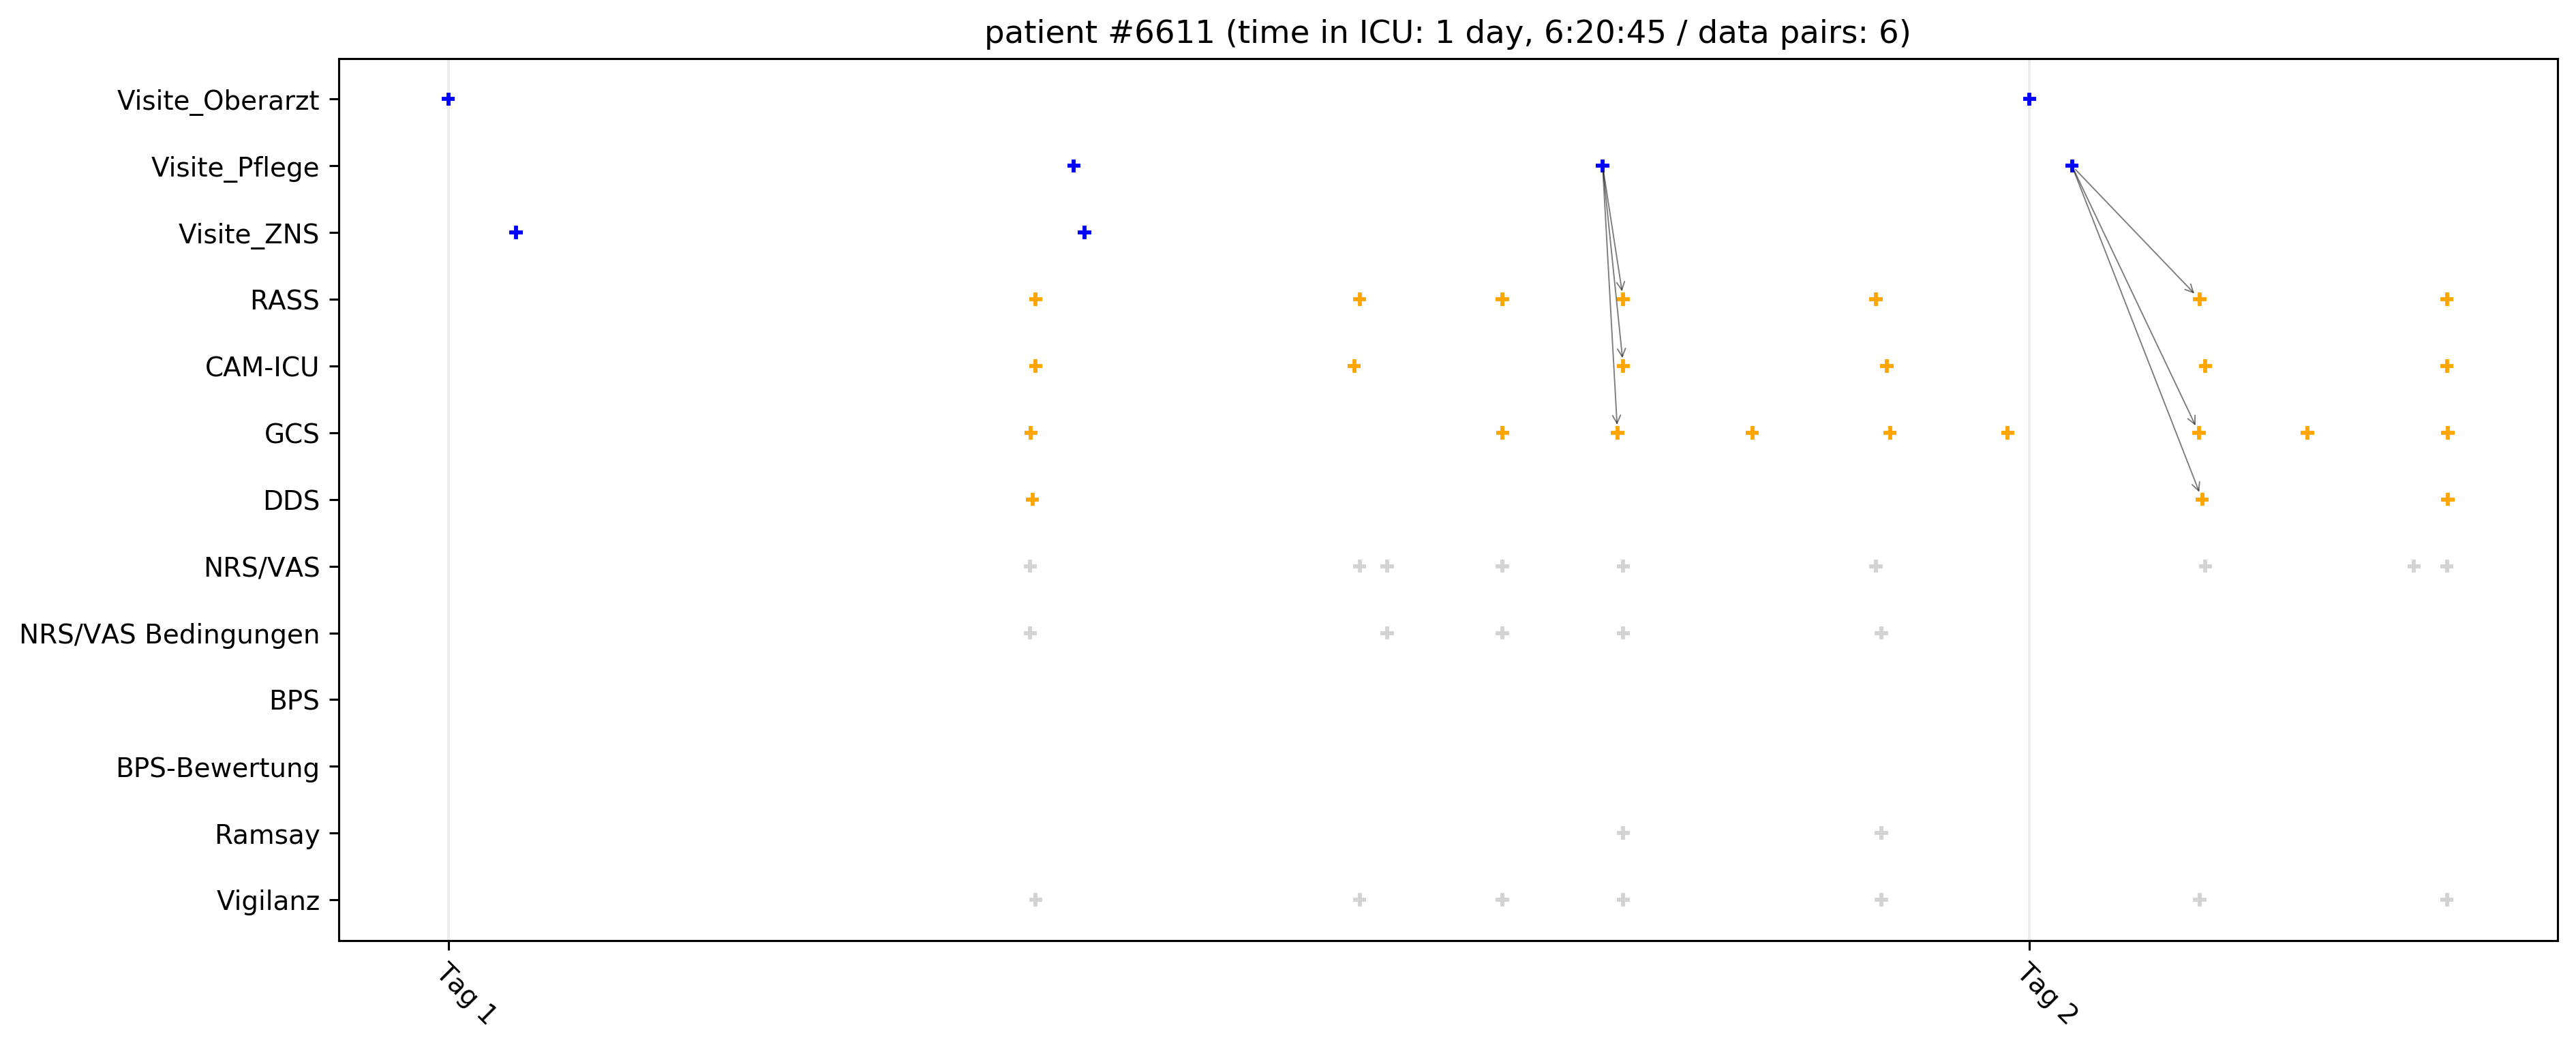 patient #6611 (time in ICU: 1 day, 6:20:45 / data pairs: 6)
Visite_Oberarzt
Visite_Pflege
Visite_ZNS
RASS
CAM-ICU
GCS
DDS
NRS/VAS
NRS/VAS Bedingungen
BPS
BPS-Bewertung
Ramsay
Vigilanz
Tag 1
Tag 2